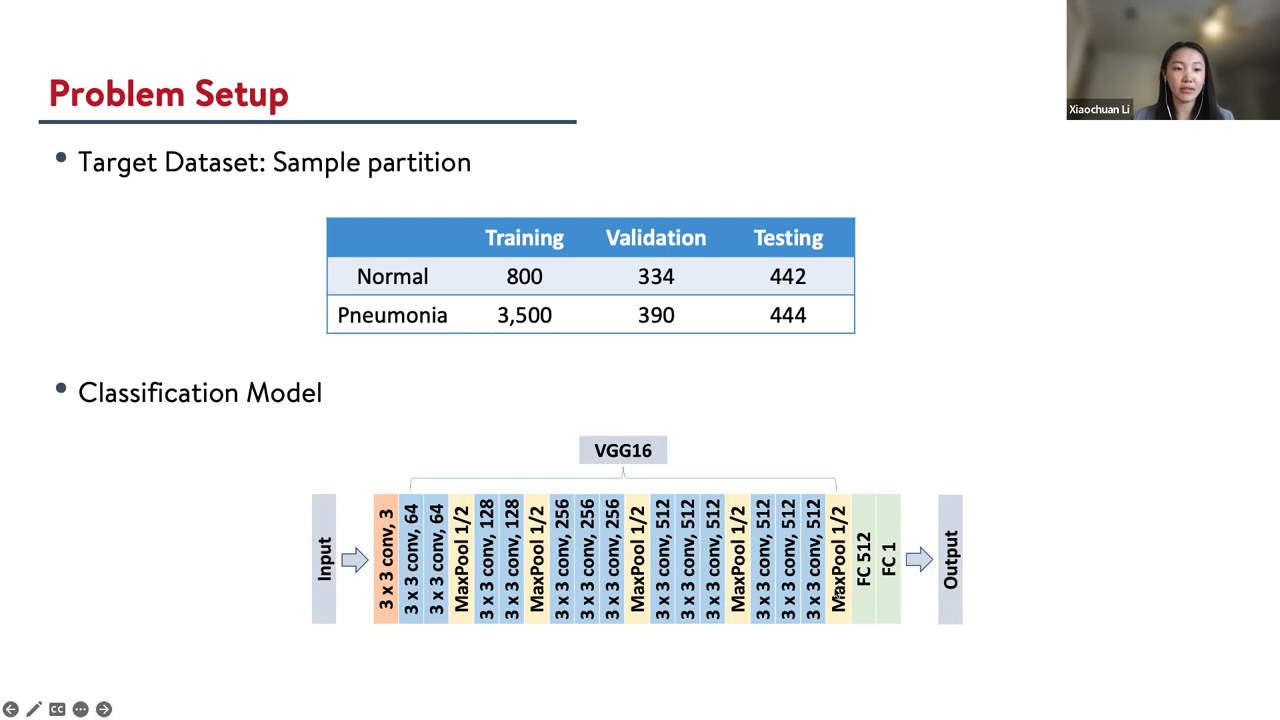 Problem Setup
Xiaochuan Li
• Target Dataset: Sample partition
Training Validation Testing
Normal 800 334 442
Pneumonia 3,500 390 444
• Classification Model
VGG16
Input
3 x 3 conv, 3
3 x 3 conv, 64
3 x 3 conv, 64
MaxPool 1/2
3 x 3 conv, 128
3 x 3 conv, 128
MaxPool 1/2
3 x 3 conv, 256
3 x 3 conv, 256
3 x 3 conv, 256
MaxPool 1/2
3 x 3 conv, 512
3 x 3 conv, 512
3 x 3 conv, 512
MaxPool 1/2
3 x 3 conv, 512
3 x 3 conv, 512
3 x 3 conv, 512
MaxPool 1/2
FC 512
FC 1
Output
CC